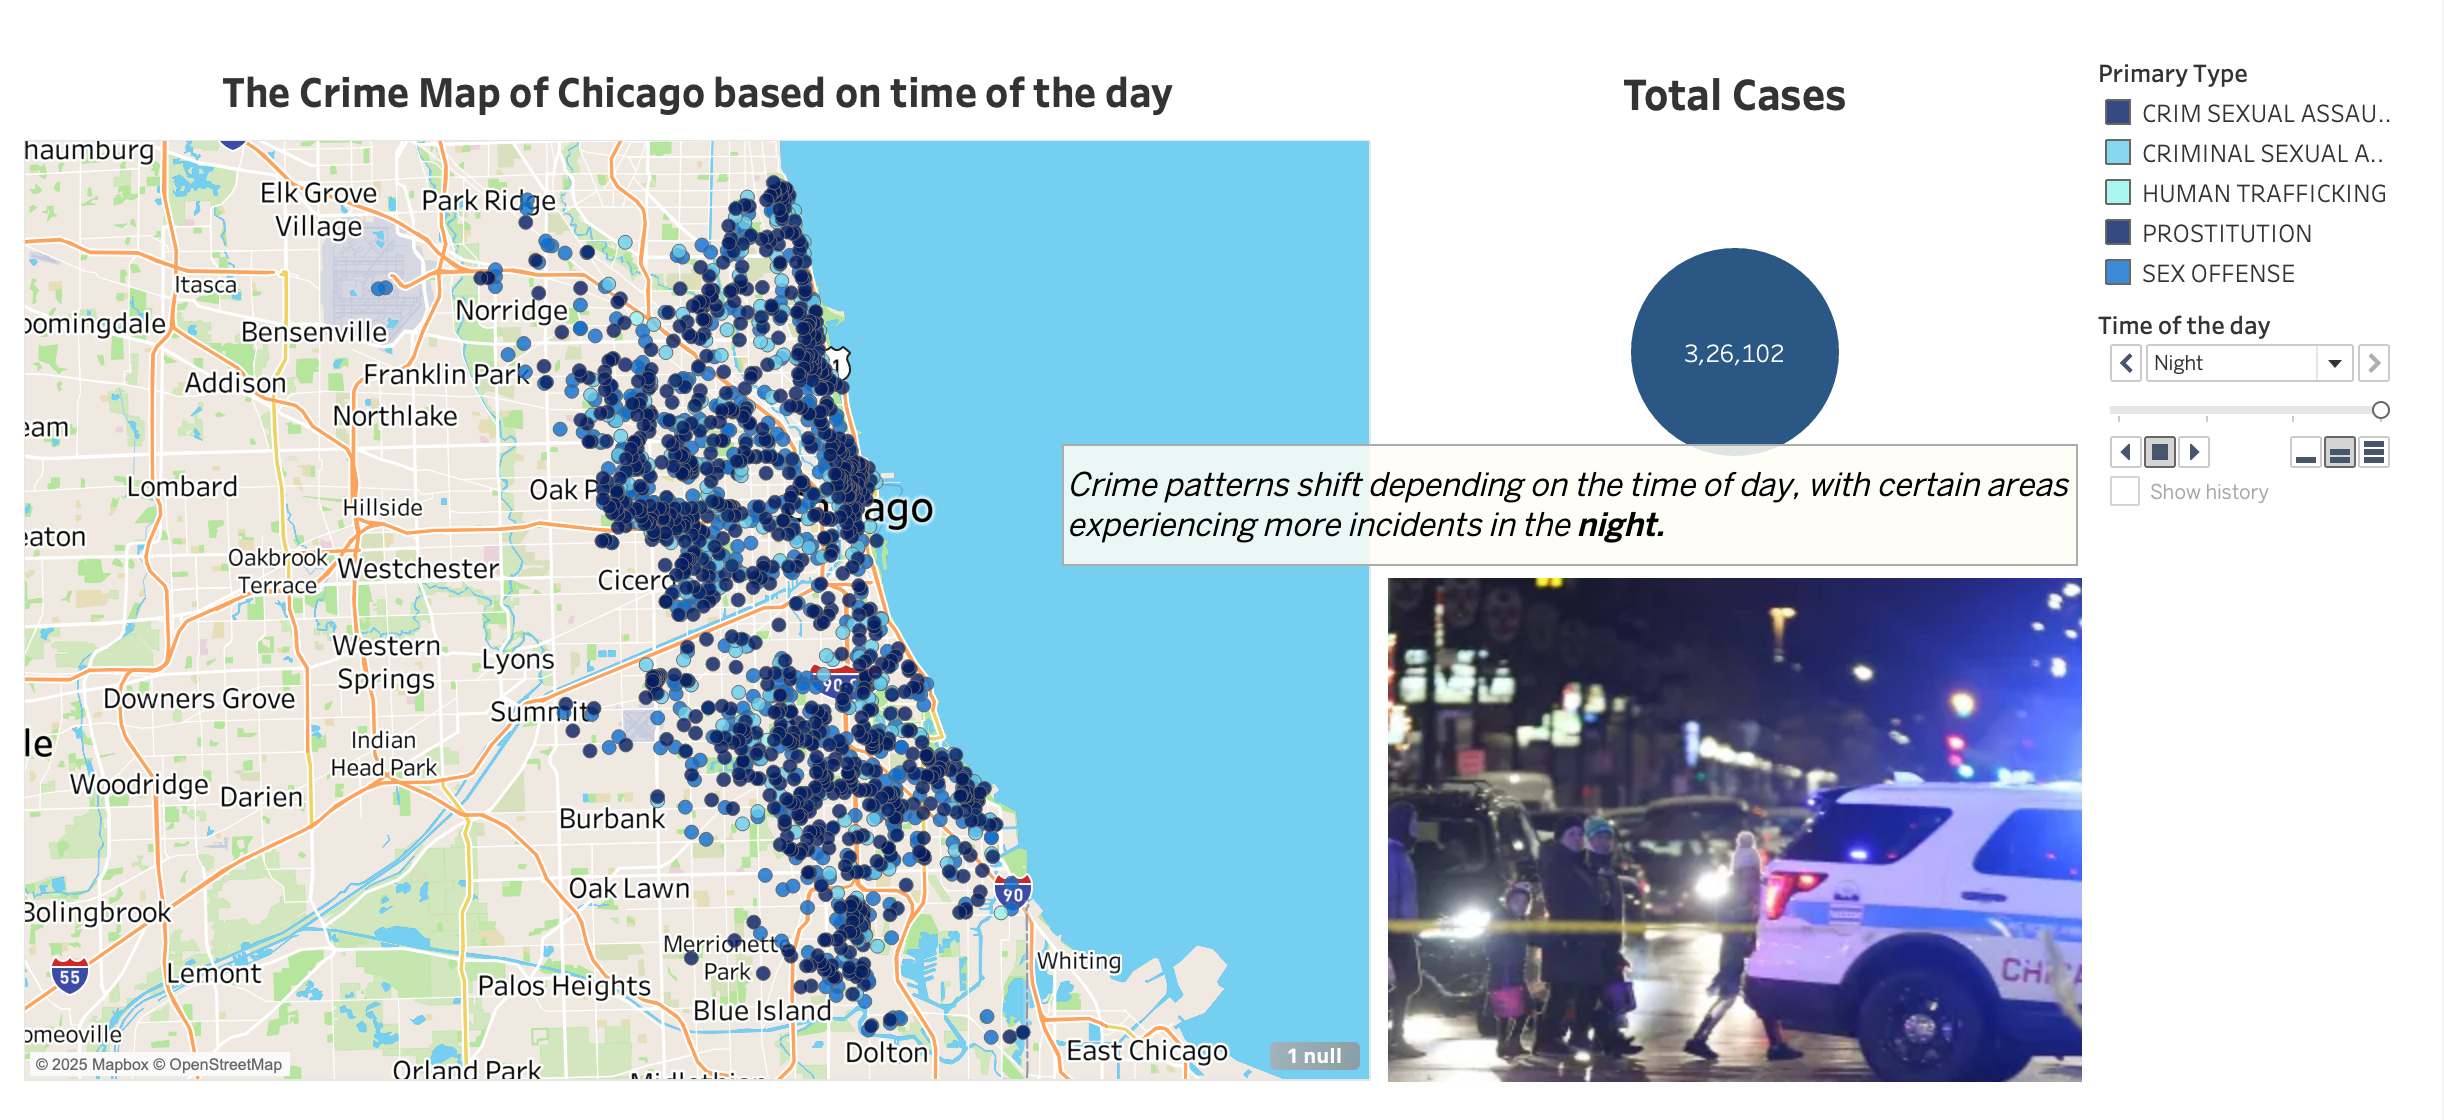 The Crime Map of Chicago based on time of the day
Total Cases
Primary Type
CRIM SEXUAL ASSAU..
CRIMINAL SEXUAL A..
HUMAN TRAFFICKING
PROSTITUTION
SEX OFFENSE
Time of the day
Night
Show history
3,26,102
Crime patterns shift depending on the time of day, with certain areas
experiencing more incidents in the night.
haumburg
Elk Grove
Village
Park Ridge
Itasca
Norridge
oomingdale
Bensenville
Addison
Franklin Park
Northlake
1
eam
Lombard
Oak P
Hillside
ago
eaton
Oakbrook
Terrace
Westchester
Cicero
Western
Springs
Lyons
90
Downers Grove
Summit
le
Indian
Head Park
Woodridge
Darien
Burbank
Oak Lawn
90
Bolingbrook
Merrionette
Park
Whiting
55
Lemont
Palos Heights
Blue Island
omeoville
Dolton
East Chicago
© 2025 Mapbox © OpenStreetMap
Orland Park
1 null
CHICA